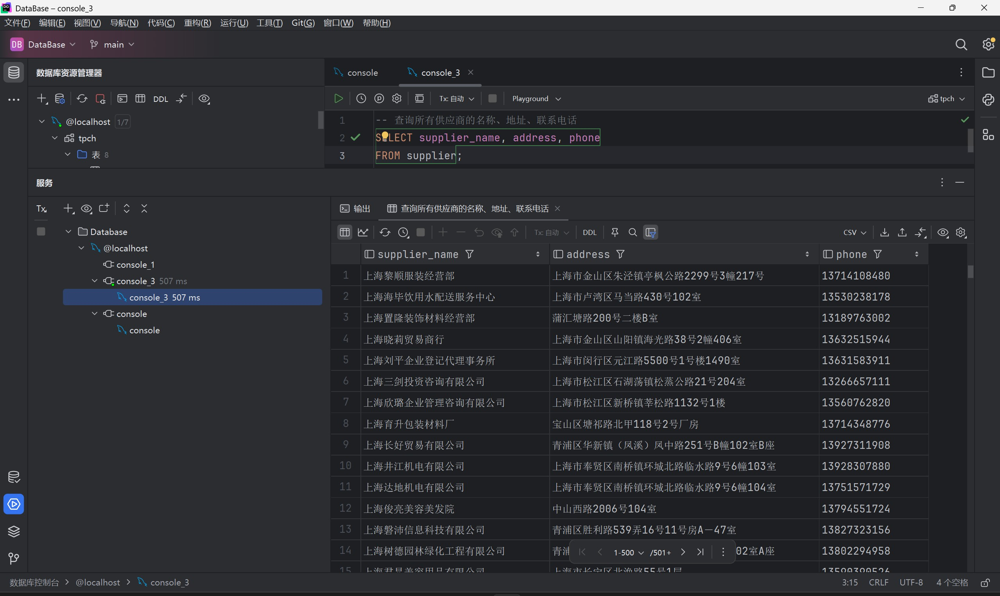 DataBase – console_3
文件(F) 编辑(E) 视图(V) 导航(N) 代码(C) 重构(R) 运行(U) 工具(T) Git(G) 窗口(W) 帮助(H)
DB DataBase main
数据库资源管理器
DDL
@localhost 1/7
tpch
表 8
console console_3
Tx: 自动 Playground tpch
1 -- 查询所有供应商的名称、地址、联系电话
2 SELECT supplier_name, address, phone
3 FROM supplier;
服务
Tx
Database
@localhost
console_1
console_3 507 ms
console_3 507 ms
console
console
输出 查询所有供应商的名称、地址、联系电话
Tx: 自动 DDL CSV
supplier_name address phone
1 上海黎顺服装经营部 上海市金山区朱泾镇亭枫公路2299号3幢217号 13714108480
2 上海海毕饮用水配送服务中心 上海市卢湾区马当路430号102室 13530238178
3 上海置隆装饰材料经营部 蒲汇塘路200号二楼B室 13189763002
4 上海晓莉贸易商行 上海市金山区山阳镇海光路38号2幢406室 13632515944
5 上海刘平企业登记代理事务所 上海市闵行区元江路5500号1号楼1490室 13631583911
6 上海三剑投资咨询有限公司 上海市松江区石湖荡镇松蒸公路21号204室 13266657111
7 上海欣璐企业管理咨询有限公司 上海市松江区新桥镇莘松路1132号1楼 13560762820
8 上海育升包装材料厂 宝山区塘祁路北甲118号2号厂房 13714348776
9 上海长好贸易有限公司 青浦区华新镇（凤溪）凤中路251号B幢102室B座 13927311908
10 上海井江机电有限公司 上海市奉贤区南桥镇环城北路临水路9号6幢103室 13928307880
11 上海达地机电有限公司 上海市奉贤区南桥镇环城北路临水路9号6幢104室 13751571729
12 上海俊亮美容美发院 中山西路2006号104室 13794551724
13 上海磐沛信息科技有限公司 青浦区胜利路539弄16号11号房A－47室 13827323156
14 上海树德园林绿化工程有限公司 青浦 02室A座 13802294958
1-500 /501+
15 上海君昂美容用品有限公司 上海市长宁区北渔路55号1层 13590390526
数据库控制台 @localhost console_3
3:15 CRLF UTF-8 4 个空格